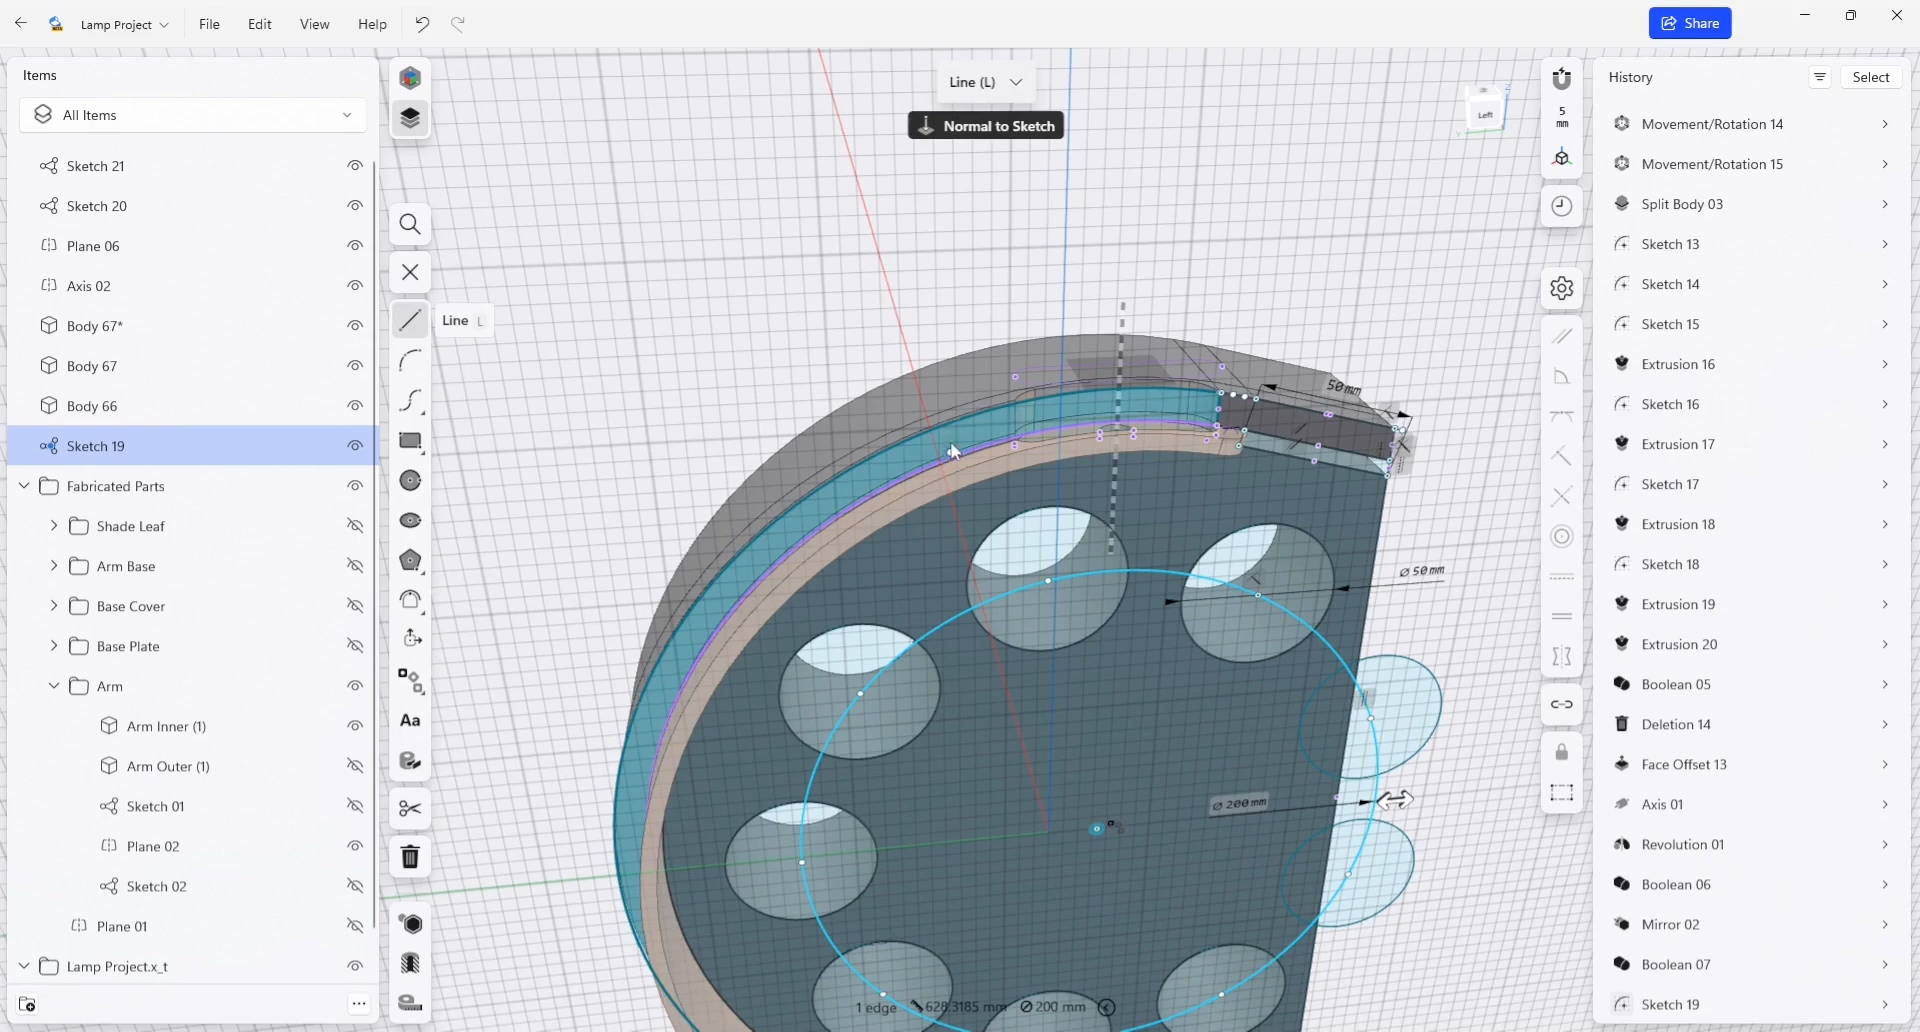 Lamp Project
File
Edit
View
Help
Share
Items
All Items
Sketch 21
Sketch 20
Plane 06
Axis 02
Body 67*
Body 67
Body 66
Sketch 19
Fabricated Parts
Shade Leaf
Arm Base
Base Cover
Base Plate
Arm
Arm Inner (1)
Arm Outer (1)
Sketch 01
Plane 02
Sketch 02
Plane 01
Lamp Project.x_t
Line L
Aa
Line (L)
Normal to Sketch
Left
50 mm
Ø 50 mm
Ø 200 mm
1 edge 628.3185 mm Ø 200 mm
5
mm
History
Select
Movement/Rotation 14
Movement/Rotation 15
Split Body 03
Sketch 13
Sketch 14
Sketch 15
Extrusion 16
Sketch 16
Extrusion 17
Sketch 17
Extrusion 18
Sketch 18
Extrusion 19
Extrusion 20
Boolean 05
Deletion 14
Face Offset 13
Axis 01
Revolution 01
Boolean 06
Mirror 02
Boolean 07
Sketch 19